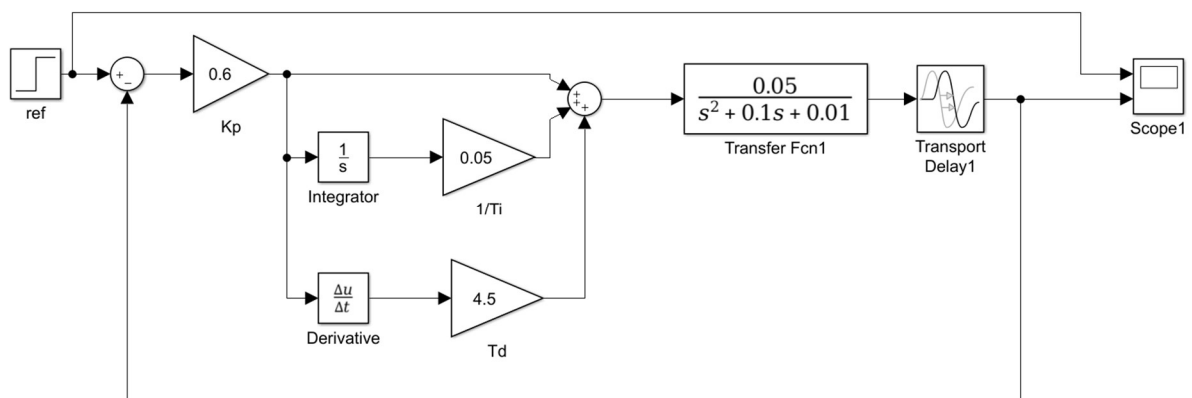 ref
+
−
0.6
Kp
1
s
Integrator
0.05
1/Ti
Δu
Δt
Derivative
4.5
Td
+
+
+
0.05
s² + 0.1s + 0.01
Transfer Fcn1
Transport
Delay1
Scope1